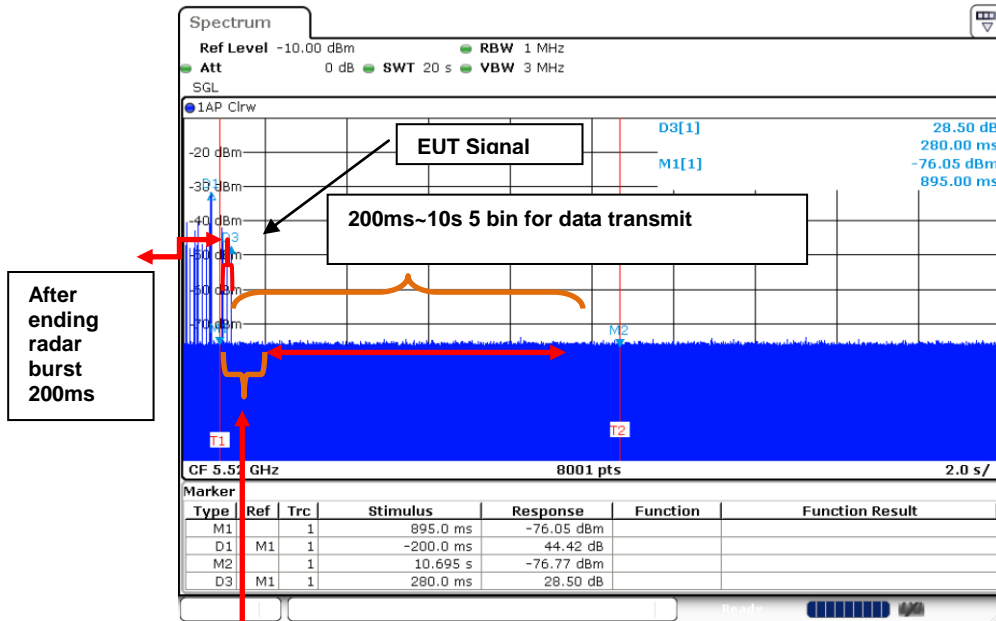 Spectrum
Ref Level -10.00 dBm RBW 1 MHz
Att 0 dB SWT 20 s VBW 3 MHz
SGL
1AP Clrw
D3[1] 28.50 dB
280.00 ms
M1[1] -76.05 dBm
895.00 ms
EUT Signal
-20 dBm
D1
-30 dBm
200ms~10s 5 bin for data transmit
-40 dBm
D3
-50 dBm
-60 dBm
-70 dBm
M2
After
ending
radar
burst
200ms
T1
T2
CF 5.52 GHz 8001 pts 2.0 s/
Marker
Type Ref Trc Stimulus Response Function Function Result
M1 1 895.0 ms -76.05 dBm
D1 M1 1 -200.0 ms 44.42 dB
M2 1 10.695 s -76.77 dBm
D3 M1 1 280.0 ms 28.50 dB
Ready